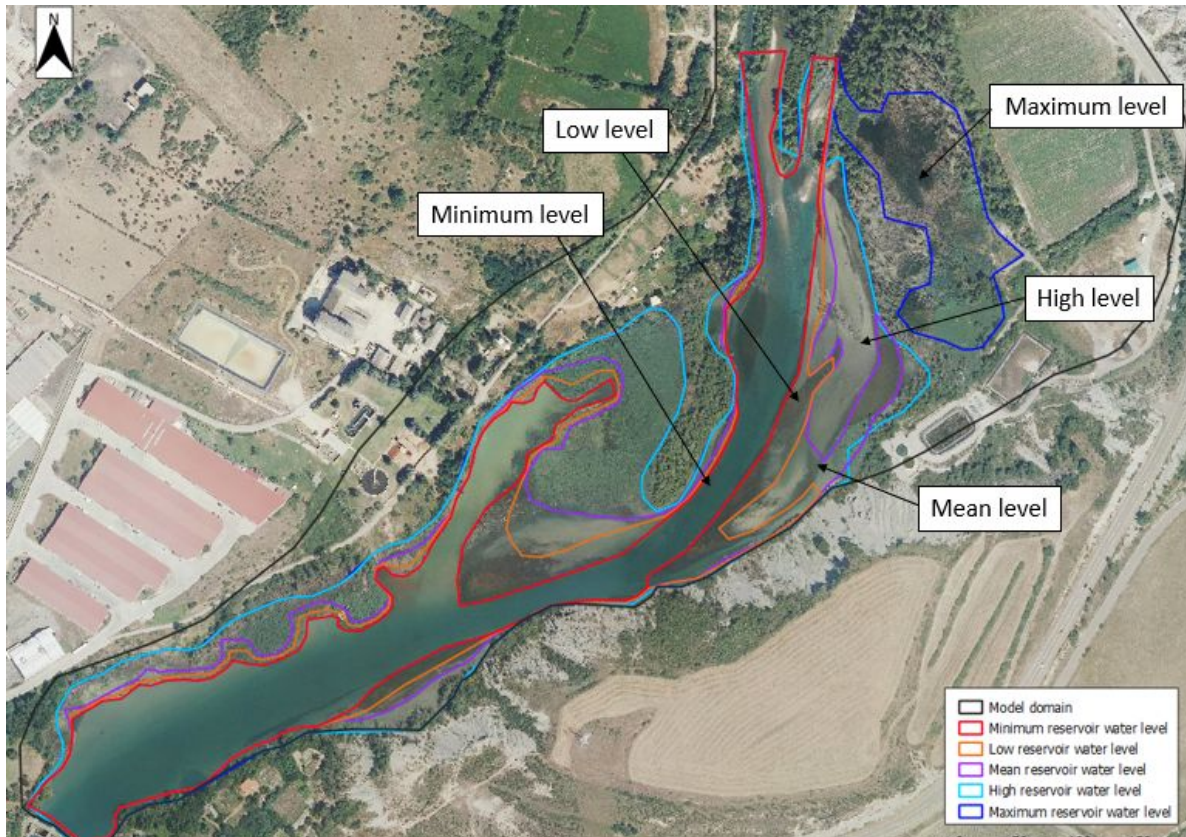 N
Maximum level
Low level
Minimum level
High level
Mean level
Model domain
Minimum reservoir water level
Low reservoir water level
Mean reservoir water level
High reservoir water level
Maximum reservoir water level